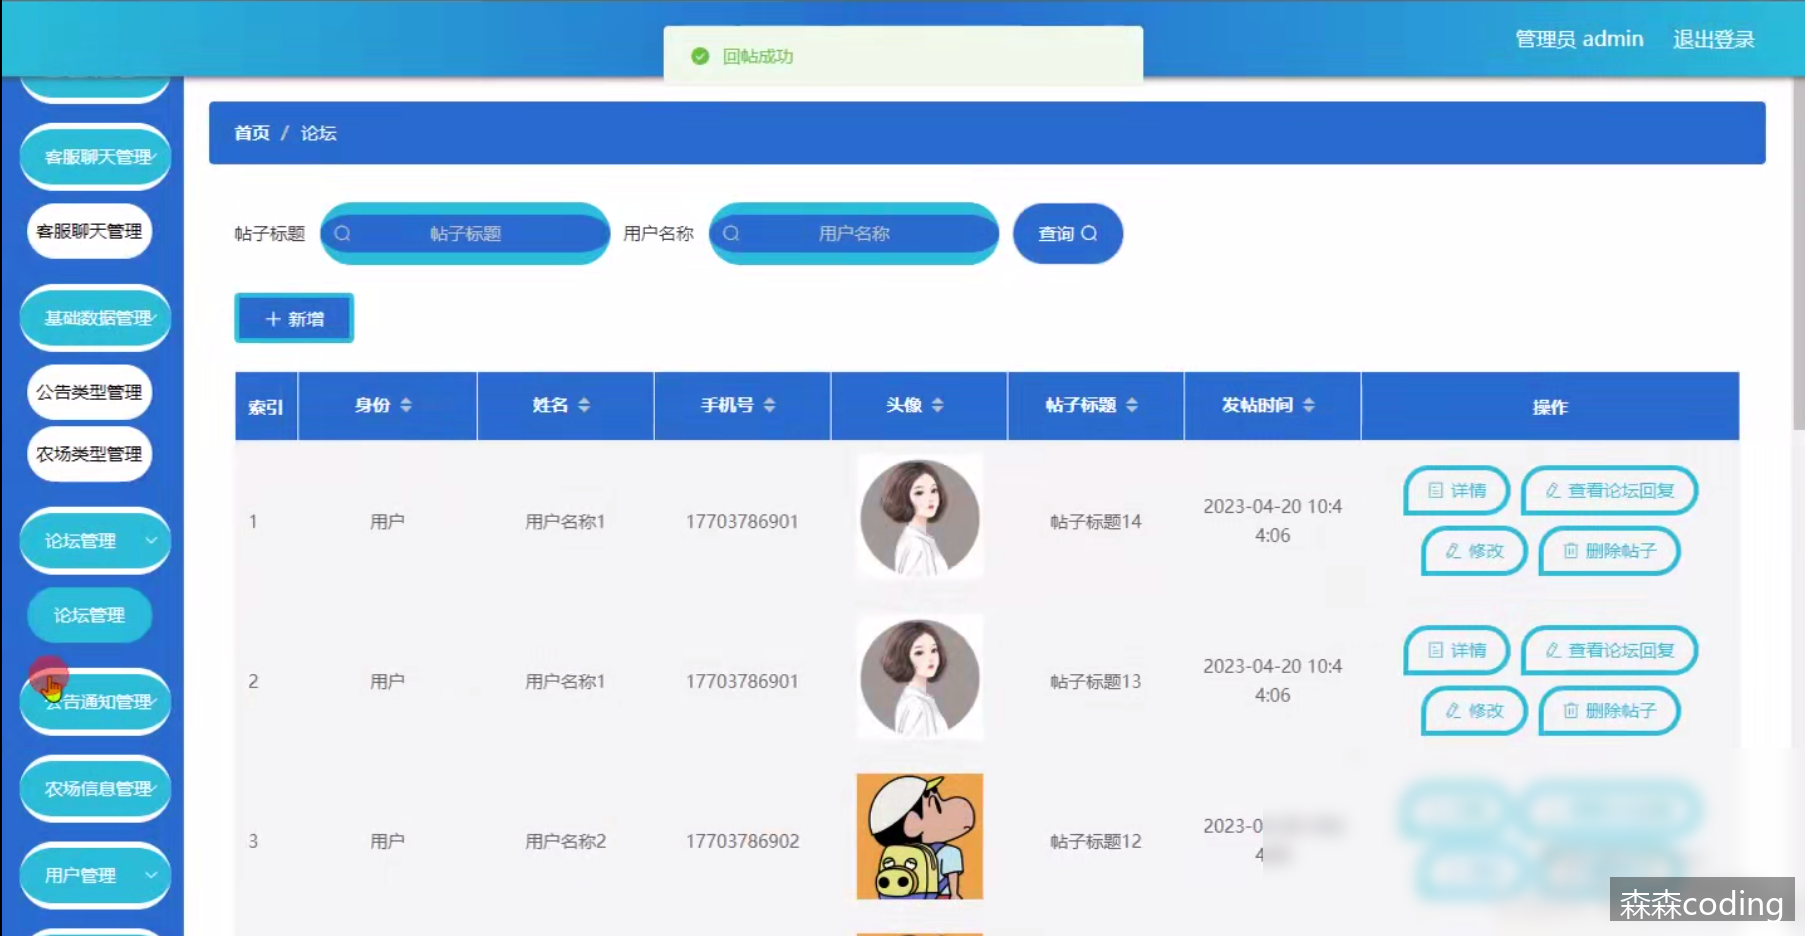 管理员 admin
退出登录
回帖成功
首页 / 论坛
客服聊天管理
客服聊天管理
基础数据管理
公告类型管理
农场类型管理
论坛管理
论坛管理
公告通知管理
农场信息管理
用户管理
帖子标题
帖子标题
用户名称
用户名称
查询
新增
索引 身份 姓名 手机号 头像 帖子标题 发帖时间 操作
1 用户 用户名称1 17703786901 帖子标题14 2023-04-20 10:4
4:06
详情 查看论坛回复
修改 删除帖子
2 用户 用户名称1 17703786901 帖子标题13 2023-04-20 10:4
4:06
详情 查看论坛回复
修改 删除帖子
3 用户 用户名称2 17703786902 帖子标题12 2023-0
4
森森coding